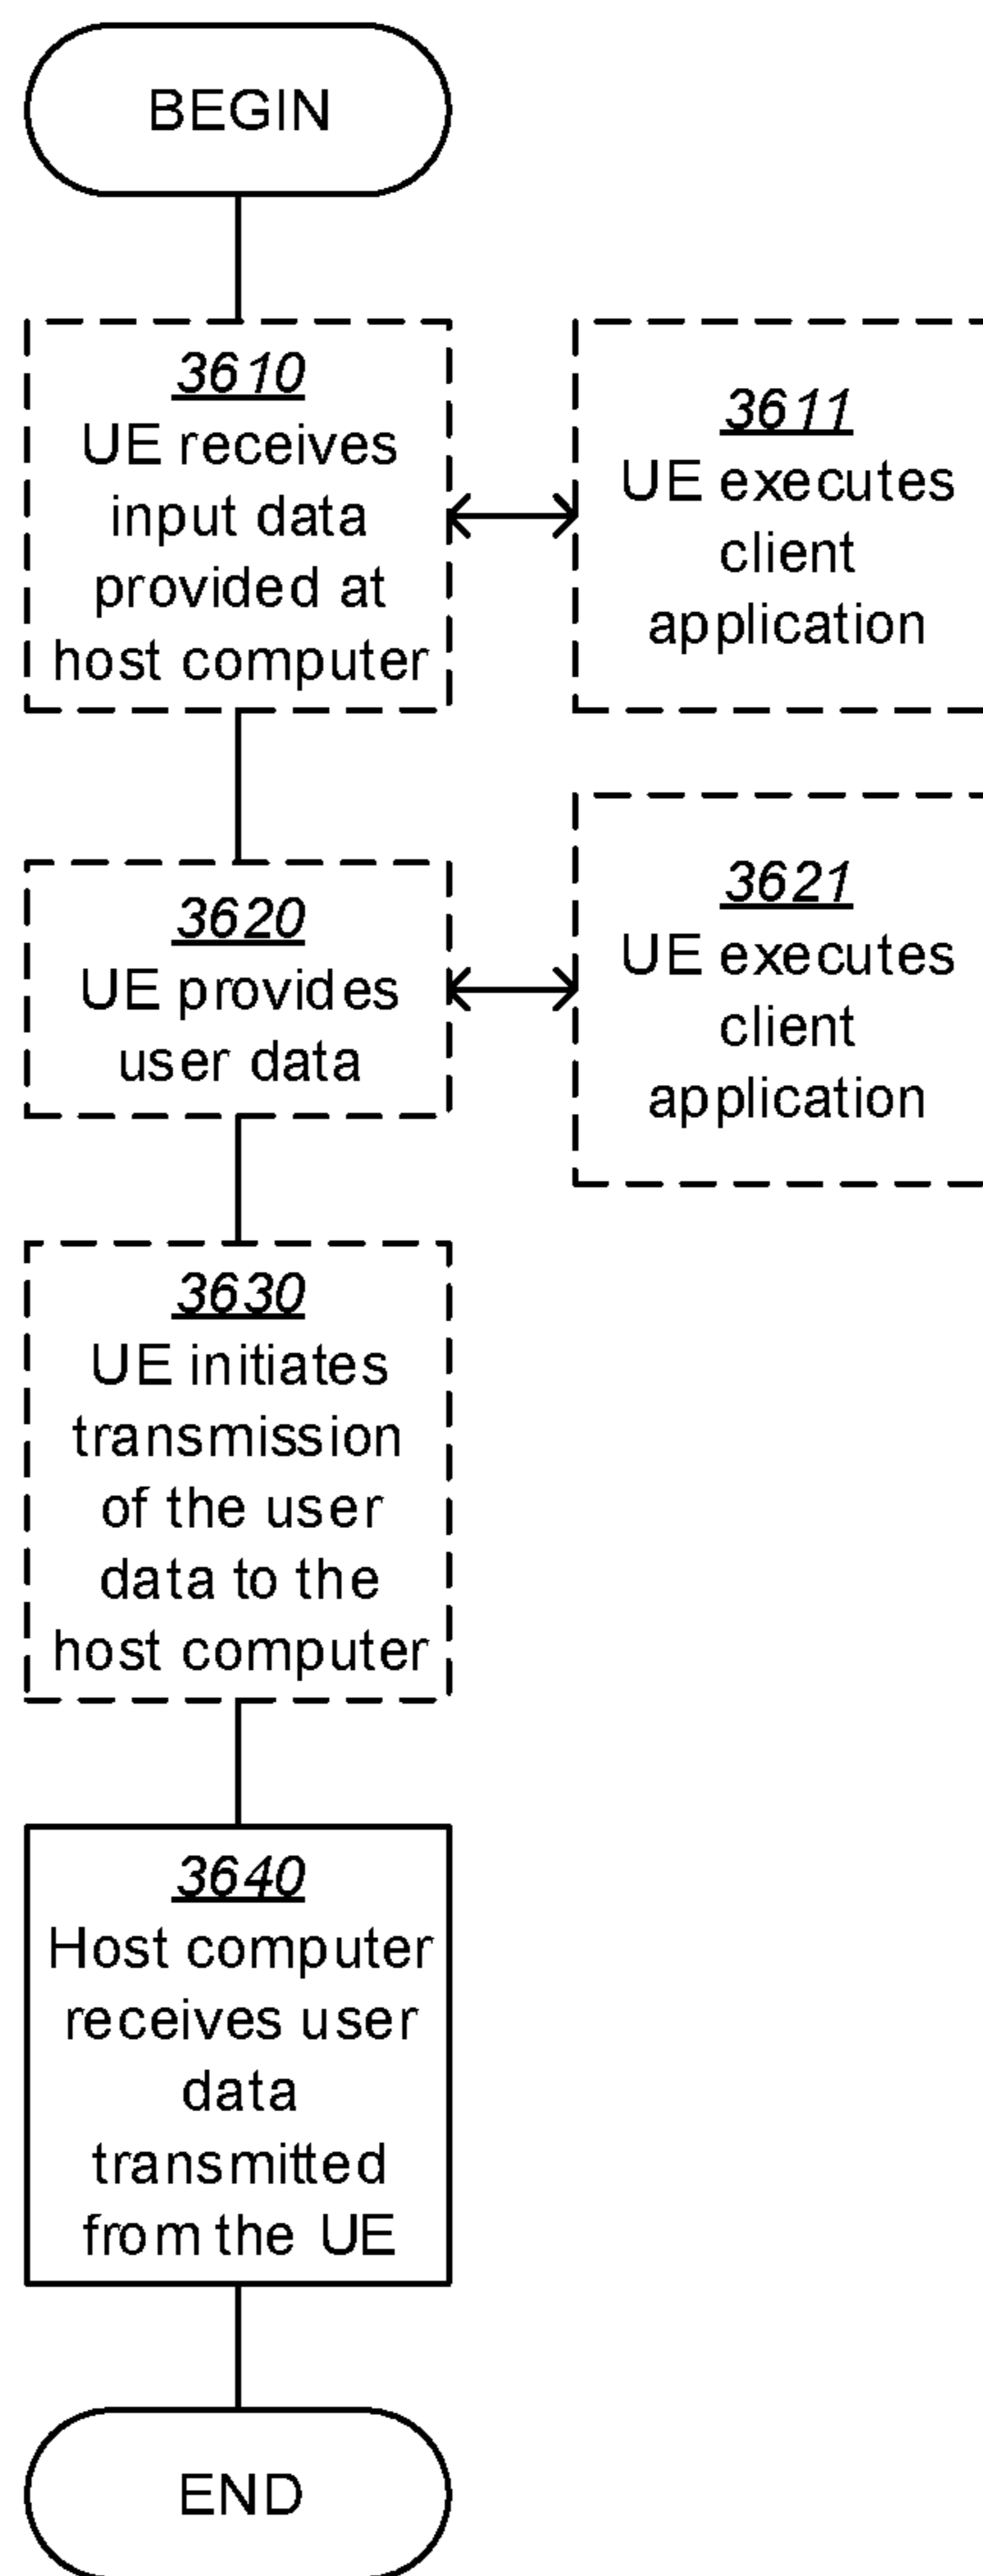 BEGIN
3610
UE receives
input data
provided at
host computer
3611
UE executes
client
application
3620
UE provides
user data
3621
UE executes
client
application
3630
UE initiates
transmission
of the user
data to the
host computer
3640
Host computer
receives user
data
transmitted
from the UE
END